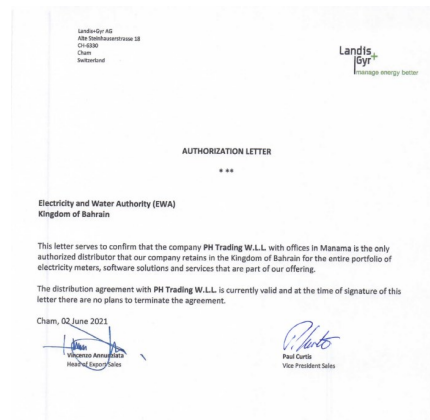 Landis+Gyr AG
Alte Steinhauserstrasse 18
CH-6330
Cham
Switzerland
Landis+
|Gyr
manage energy better
AUTHORIZATION LETTER
* **
Electricity and Water Authority (EWA)
Kingdom of Bahrain
This letter serves to confirm that the company PH Trading W.L.L. with offices in Manama is the only
authorized distributor that our company retains in the Kingdom of Bahrain for the entire portfolio of
electricity meters, software solutions and services that are part of our offering.
The distribution agreement with PH Trading W.L.L. is currently valid and at the time of signature of this
letter there are no plans to terminate the agreement.
Cham, 02 June 2021
P. Curtis
Vincenzo Annunziata
Head of Export Sales
Paul Curtis
Vice President Sales